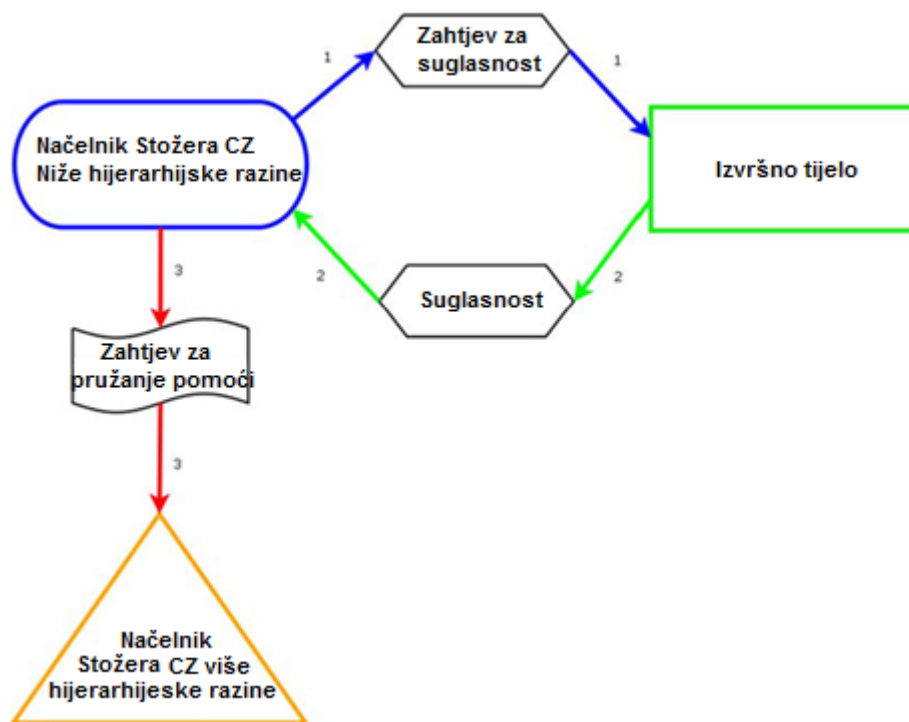 Zahtjev za
suglasnost
1
1
Načelnik Stožera CZ
Niže hijerarhijske razine
Izvršno tijelo
2
2
Suglasnost
3
Zahtjev za
pružanje pomoći
3
Načelnik
Stožera CZ više
hijerarhijeske razine